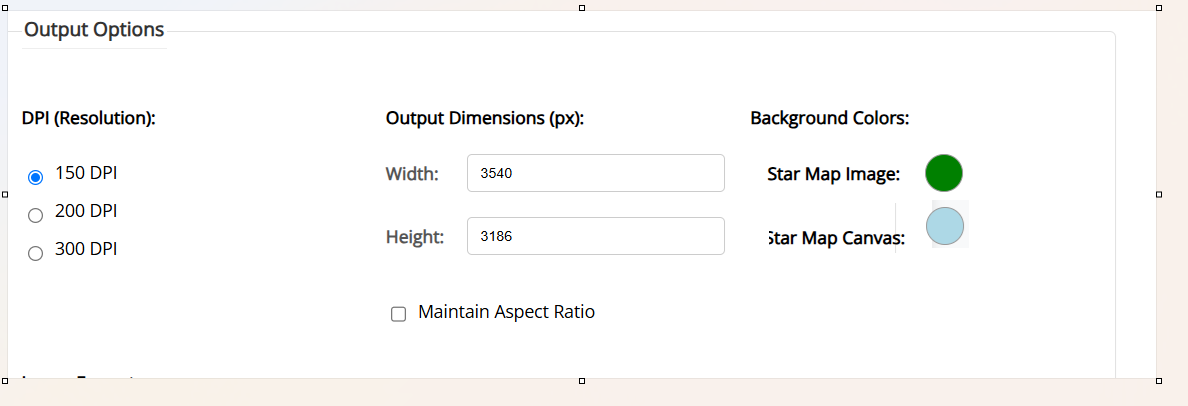 Output Options
DPI (Resolution):
150 DPI
200 DPI
300 DPI
Output Dimensions (px):
Width: 3540
Height: 3186
Maintain Aspect Ratio
Background Colors:
Star Map Image:
Star Map Canvas: